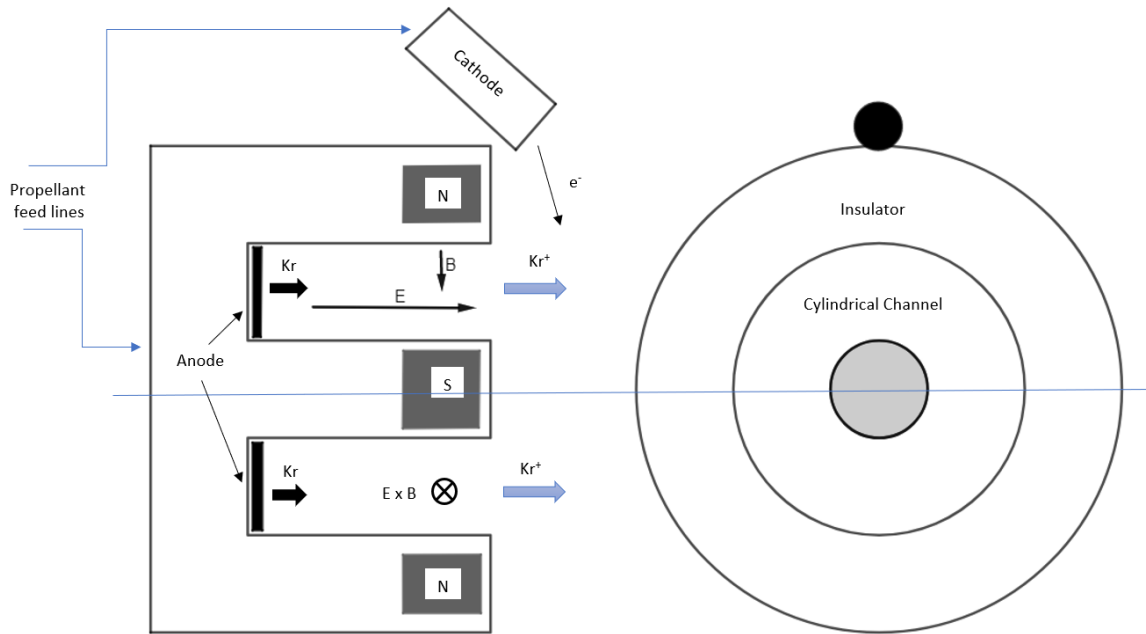 Cathode
Propellant
feed lines
N
e-
Insulator
Kr
B
Kr+
E
Cylindrical Channel
Anode
S
Kr
Kr+
E x B
N